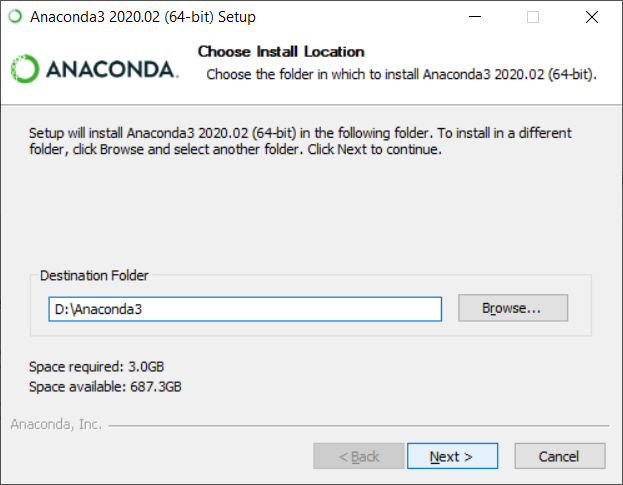 Anaconda3 2020.02 (64-bit) Setup
Choose Install Location
ANACONDA.
Choose the folder in which to install Anaconda3 2020.02 (64-bit).
Setup will install Anaconda3 2020.02 (64-bit) in the following folder. To install in a different
folder, click Browse and select another folder. Click Next to continue.
Destination Folder
D:\Anaconda3
Browse...
Space required: 3.0GB
Space available: 687.3GB
Anaconda, Inc.
< Back
Next >
Cancel